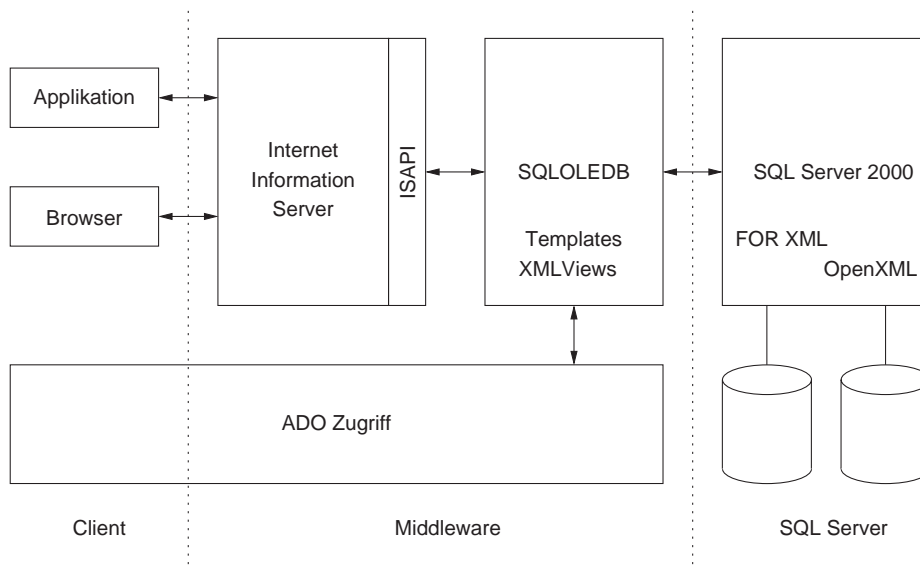 Applikation
Browser
Internet
Information
Server
ISAPI
SQLOLEDB
Templates
XMLViews
SQL Server 2000
FOR XML
OpenXML
ADO Zugriff
Client
Middleware
SQL Server